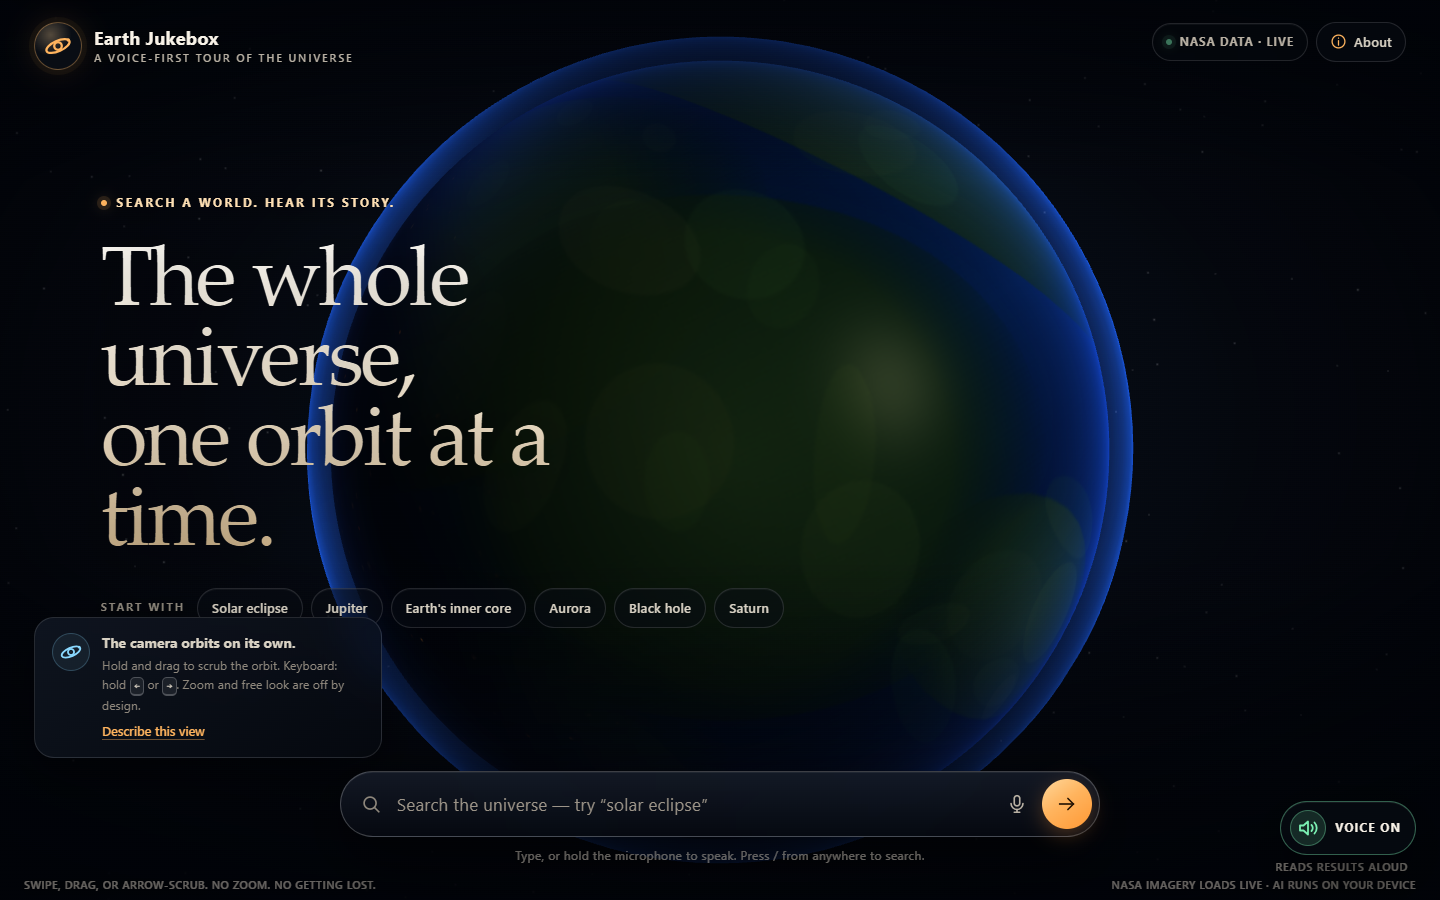 Earth Jukebox
A VOICE-FIRST TOUR OF THE UNIVERSE
NASA DATA · LIVE
About
SEARCH A WORLD. HEAR ITS STORY.
The whole
universe,
one orbit at a
time.
START WITH
Solar eclipse
Jupiter
Earth's inner core
Aurora
Black hole
Saturn
The camera orbits on its own.
Hold and drag to scrub the orbit. Keyboard:
hold ← or →. Zoom and free look are off by
design.
Describe this view
Search the universe — try “solar eclipse”
VOICE ON
Type, or hold the microphone to speak. Press / from anywhere to search.
READS RESULTS ALOUD
SWIPE, DRAG, OR ARROW-SCRUB. NO ZOOM. NO GETTING LOST.
NASA IMAGERY LOADS LIVE · AI RUNS ON YOUR DEVICE